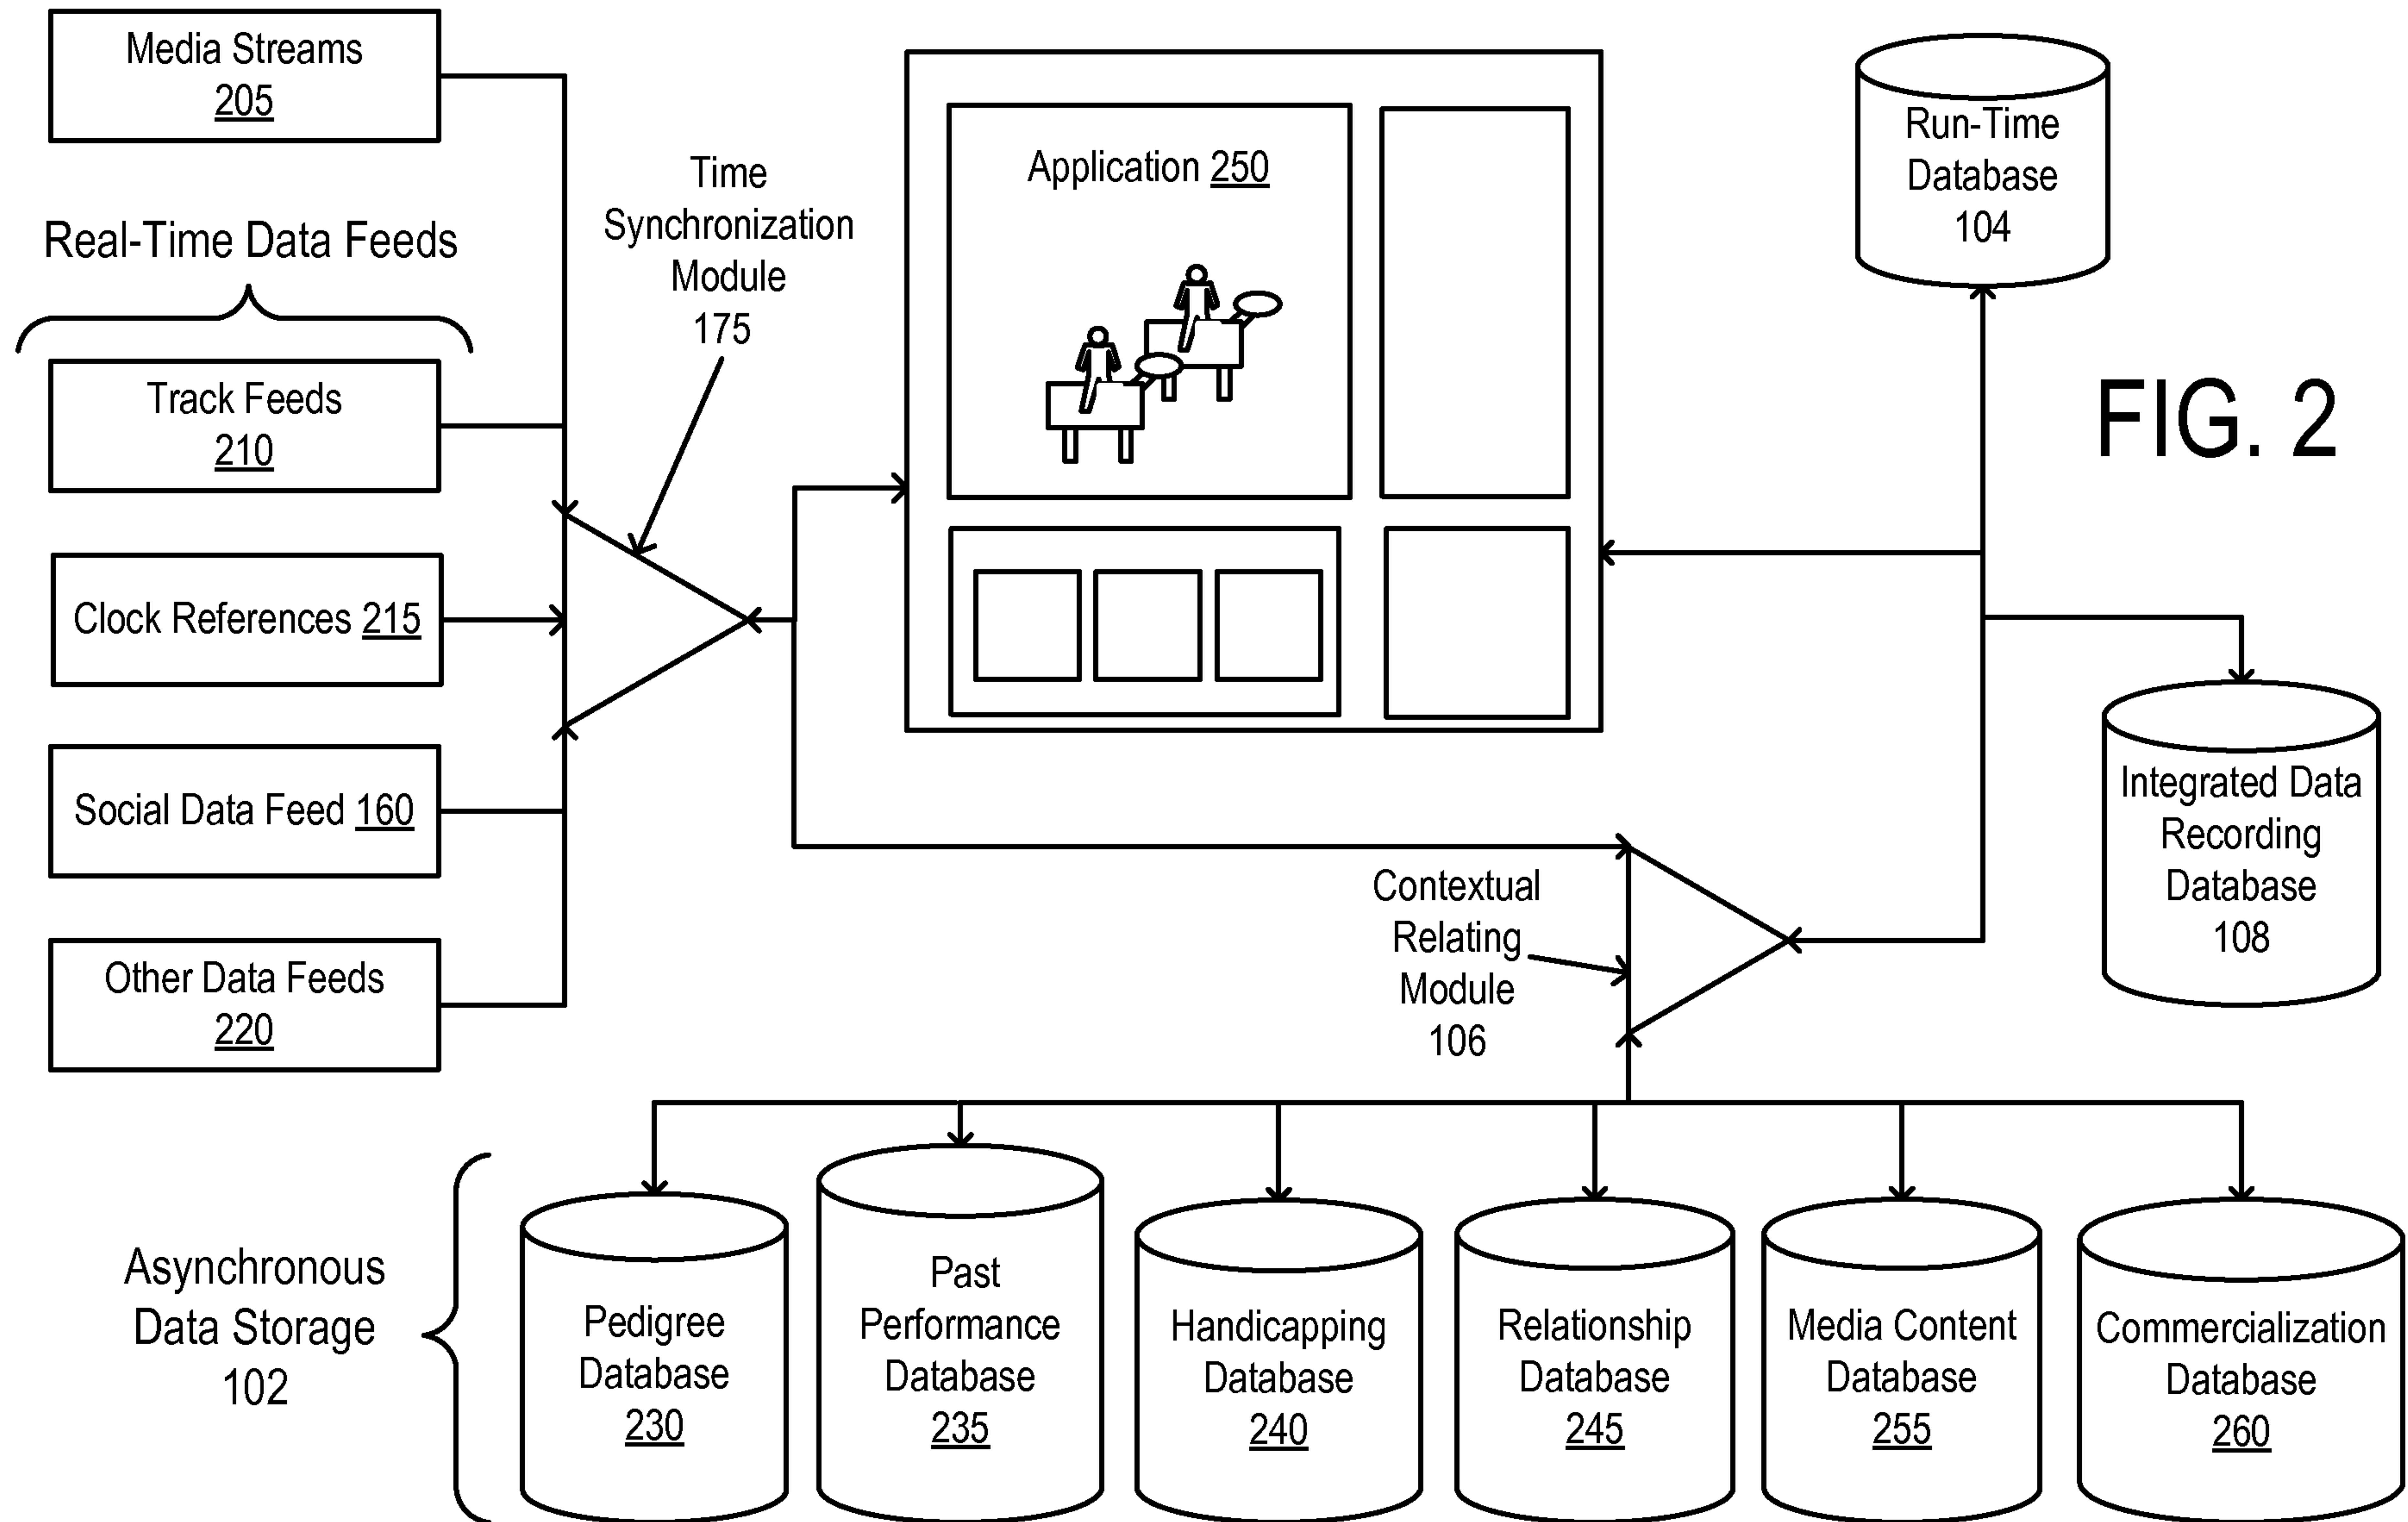 Media Streams
205
Real-Time Data Feeds
Track Feeds
210
Clock References 215
Social Data Feed 160
Other Data Feeds
220
Time
Synchronization
Module
175
Application 250
Run-Time
Database
104
FIG. 2
Integrated Data
Recording
Database
108
Contextual
Relating
Module
106
Asynchronous
Data Storage
102
Pedigree
Database
230
Past
Performance
Database
235
Handicapping
Database
240
Relationship
Database
245
Media Content
Database
255
Commercialization
Database
260